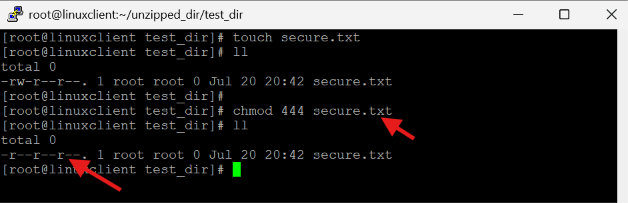 root@linuxclient:~/unzipped_dir/test_dir
[root@linuxclient test_dir]# touch secure.txt
[root@linuxclient test_dir]# ll
total 0
-rw-r--r--. 1 root root 0 Jul 20 20:42 secure.txt
[root@linuxclient test_dir]#
[root@linuxclient test_dir]# chmod 444 secure.txt
[root@linuxclient test_dir]# ll
total 0
-r--r--r--. 1 root root 0 Jul 20 20:42 secure.txt
[root@linuxclient test_dir]#